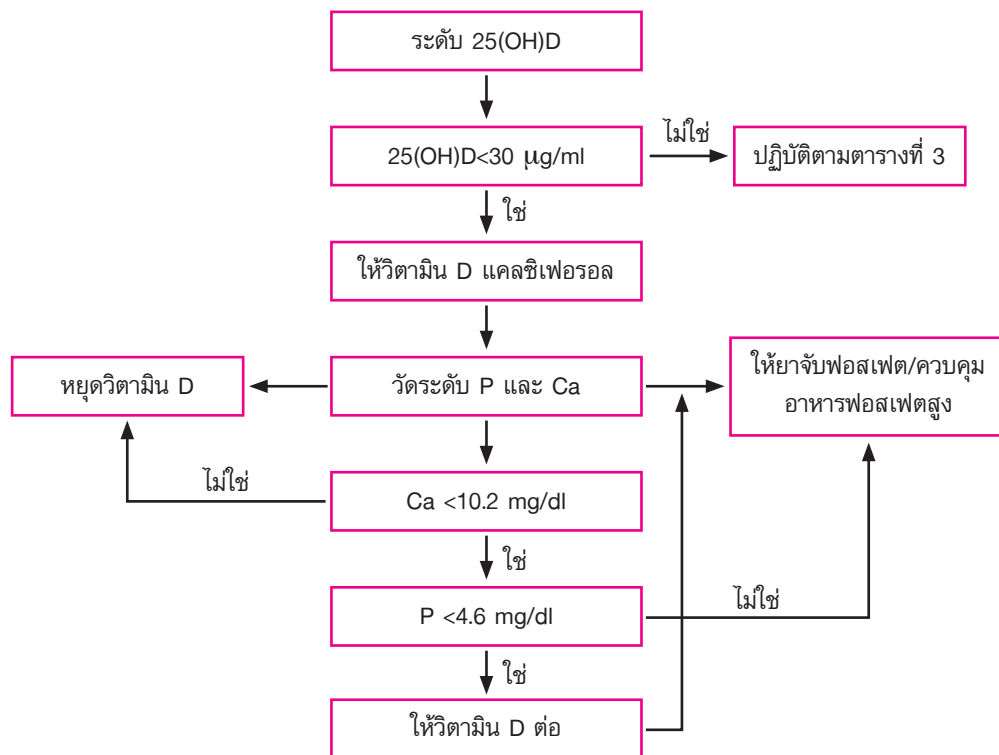 ระดับ 25(OH)D
25(OH)D<30 µg/ml
ไม่ใช่
ปฏิบัติตามตารางที่ 3
ใช่
ให้วิตามิน D แคลซิเฟอรอล
หยุดวิตามิน D
วัดระดับ P และ Ca
ให้ยาจับฟอสเฟต/ควบคุม
อาหารฟอสเฟตสูง
ไม่ใช่
Ca <10.2 mg/dl
ใช่
P <4.6 mg/dl
ไม่ใช่
ใช่
ให้วิตามิน D ต่อ